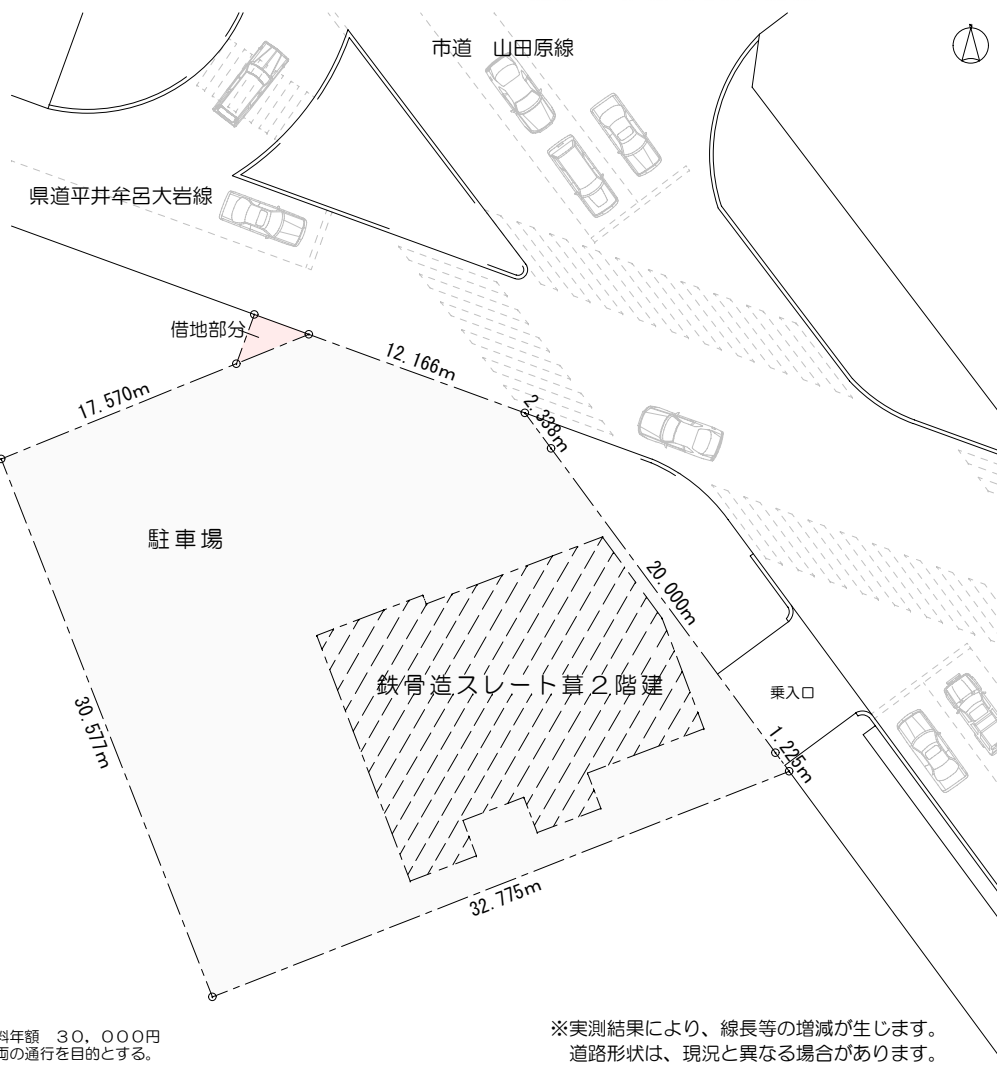 市道　山田原線
県道平井牟呂大岩線
借地部分
12.166m
17.570m
2.338m
駐車場
20.000m
鉄骨造スレート葺２階建
乗入口
30.577m
1.225m
32.775m
料年額　３０，０００円
両の通行を目的とする。
※実測結果により、線長等の増減が生じます。
道路形状は、現況と異なる場合があります。